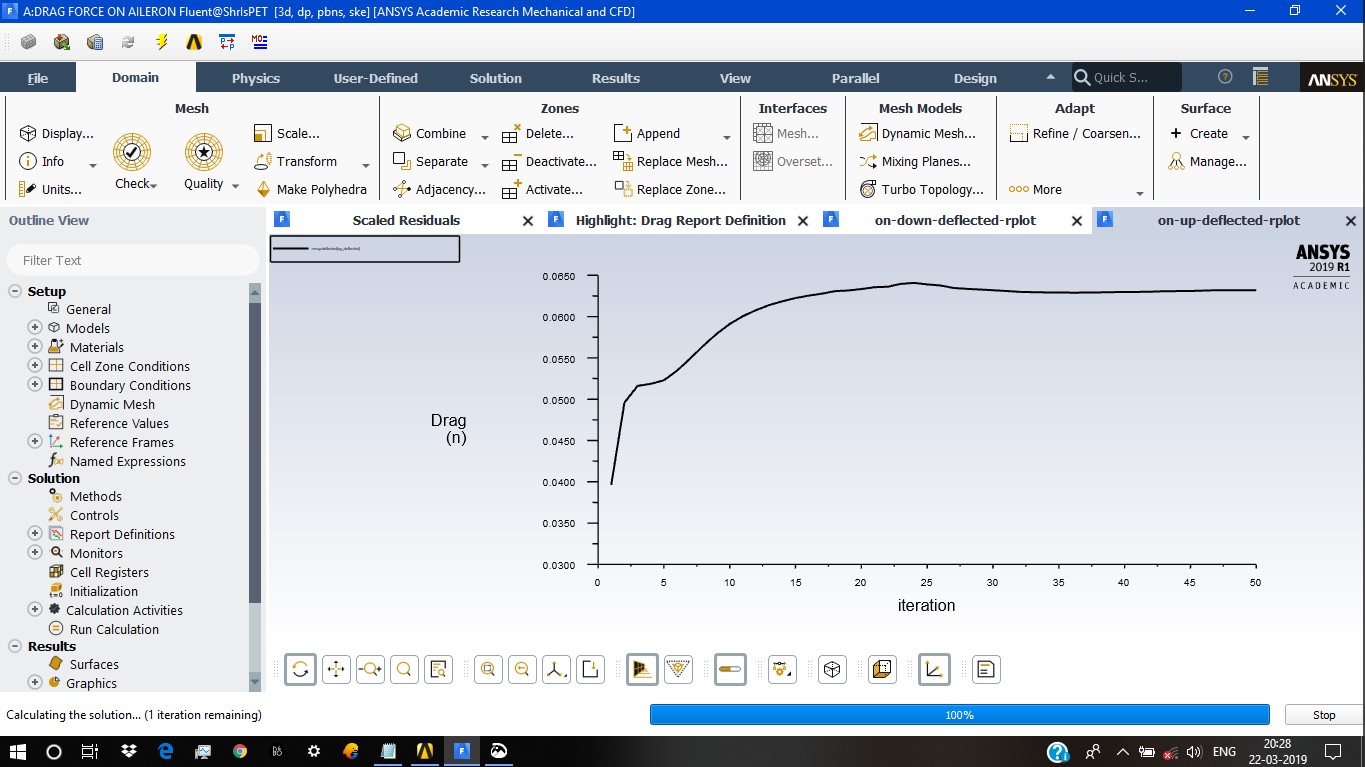 A:DRAG FORCE ON AILERON Fluent@ShrIsPET [3d, dp, pbns, ske] [ANSYS Academic Research Mechanical and CFD]
File Domain Physics User-Defined Solution Results View Parallel Design Quick S... ANSYS
Mesh Zones Interfaces Mesh Models Adapt Surface
Display... Scale... Combine Delete... Append Mesh... Dynamic Mesh... Refine / Coarsen... + Create
Info Transform Separate Deactivate... Replace Mesh... Overset... Mixing Planes... Manage...
Units... Check Quality Make Polyhedra Adjacency... Activate... Replace Zone... Turbo Topology... More
Outline View
Scaled Residuals Highlight: Drag Report Definition on-down-deflected-rplot on-up-deflected-rplot
Filter Text
Setup
General
Models
Materials
Cell Zone Conditions
Boundary Conditions
Dynamic Mesh
Reference Values
Reference Frames
Named Expressions
Solution
Methods
Controls
Report Definitions
Monitors
Cell Registers
Initialization
Calculation Activities
Run Calculation
Results
Surfaces
Graphics
ANSYS
2019 R1
ACADEMIC
0.0650
0.0600
0.0550
0.0500
0.0450
0.0400
0.0350
0.0300
Drag
(n)
0 5 10 15 20 25 30 35 40 45 50
iteration
Calculating the solution... (1 iteration remaining) 100% Stop
ENG 20:28
22-03-2019